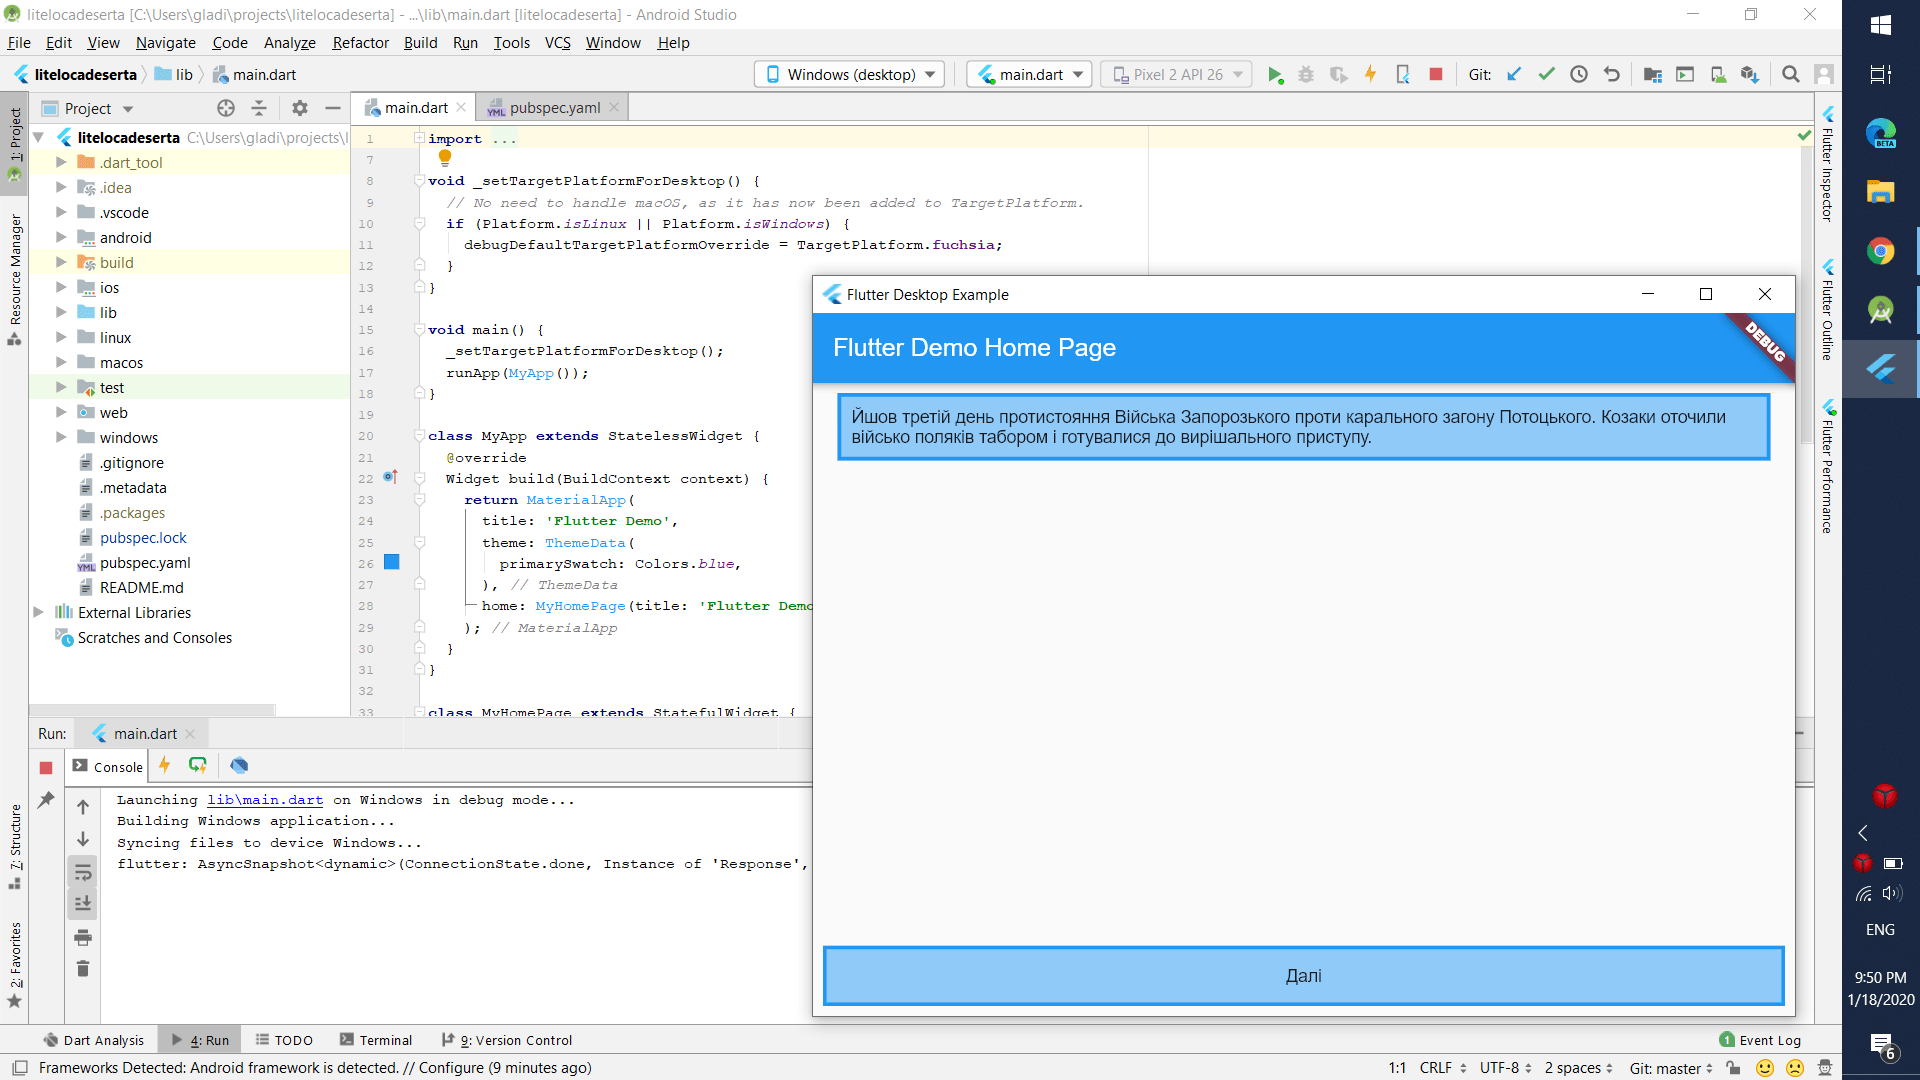 litelocadeserta [C:\Users\gladi\projects\litelocadeserta] - ...\lib\main.dart [litelocadeserta] - Android Studio
File Edit View Navigate Code Analyze Refactor Build Run Tools VCS Window Help
litelocadeserta lib main.dart Windows (desktop) main.dart Pixel 2 API 26 Git:
Project main.dart pubspec.yaml
1: Project
Resource Manager
7: Structure
2: Favorites
litelocadeserta C:\Users\gladi\projects\l
.dart_tool
.idea
.vscode
android
build
ios
lib
linux
macos
test
web
windows
.gitignore
.metadata
.packages
pubspec.lock
YML pubspec.yaml
README.md
External Libraries
Scratches and Consoles
1 import ...
7
8 void _setTargetPlatformForDesktop() {
9 // No need to handle macOS, as it has now been added to TargetPlatform.
10 if (Platform.isLinux || Platform.isWindows) {
11 debugDefaultTargetPlatformOverride = TargetPlatform.fuchsia;
12 }
13 }
14
15 void main() {
16 _setTargetPlatformForDesktop();
17 runApp(MyApp());
18 }
19
20 class MyApp extends StatelessWidget {
21 @override
22 Widget build(BuildContext context) {
23 return MaterialApp(
24 title: 'Flutter Demo',
25 theme: ThemeData(
26 primarySwatch: Colors.blue,
27 ), // ThemeData
28 home: MyHomePage(title: 'Flutter Demo
29 ); // MaterialApp
30 }
31 }
32
33 class MyHomePage extends StatefulWidget {
Flutter Inspector
Flutter Outline
Flutter Performance
Flutter Desktop Example
Flutter Demo Home Page
DEBUG
Йшов третій день протистояння Війська Запорозького проти карального загону Потоцького. Козаки оточили
військо поляків табором і готувалися до вирішального приступу.
Далі
Run: main.dart
Console
Launching lib\main.dart on Windows in debug mode...
Building Windows application...
Syncing files to device Windows...
flutter: AsyncSnapshot<dynamic>(ConnectionState.done, Instance of 'Response',
Dart Analysis 4: Run TODO Terminal 9: Version Control 1 Event Log
Frameworks Detected: Android framework is detected. // Configure (9 minutes ago) 1:1 CRLF UTF-8 2 spaces Git: master
BETA
ENG
9:50 PM
1/18/2020
6